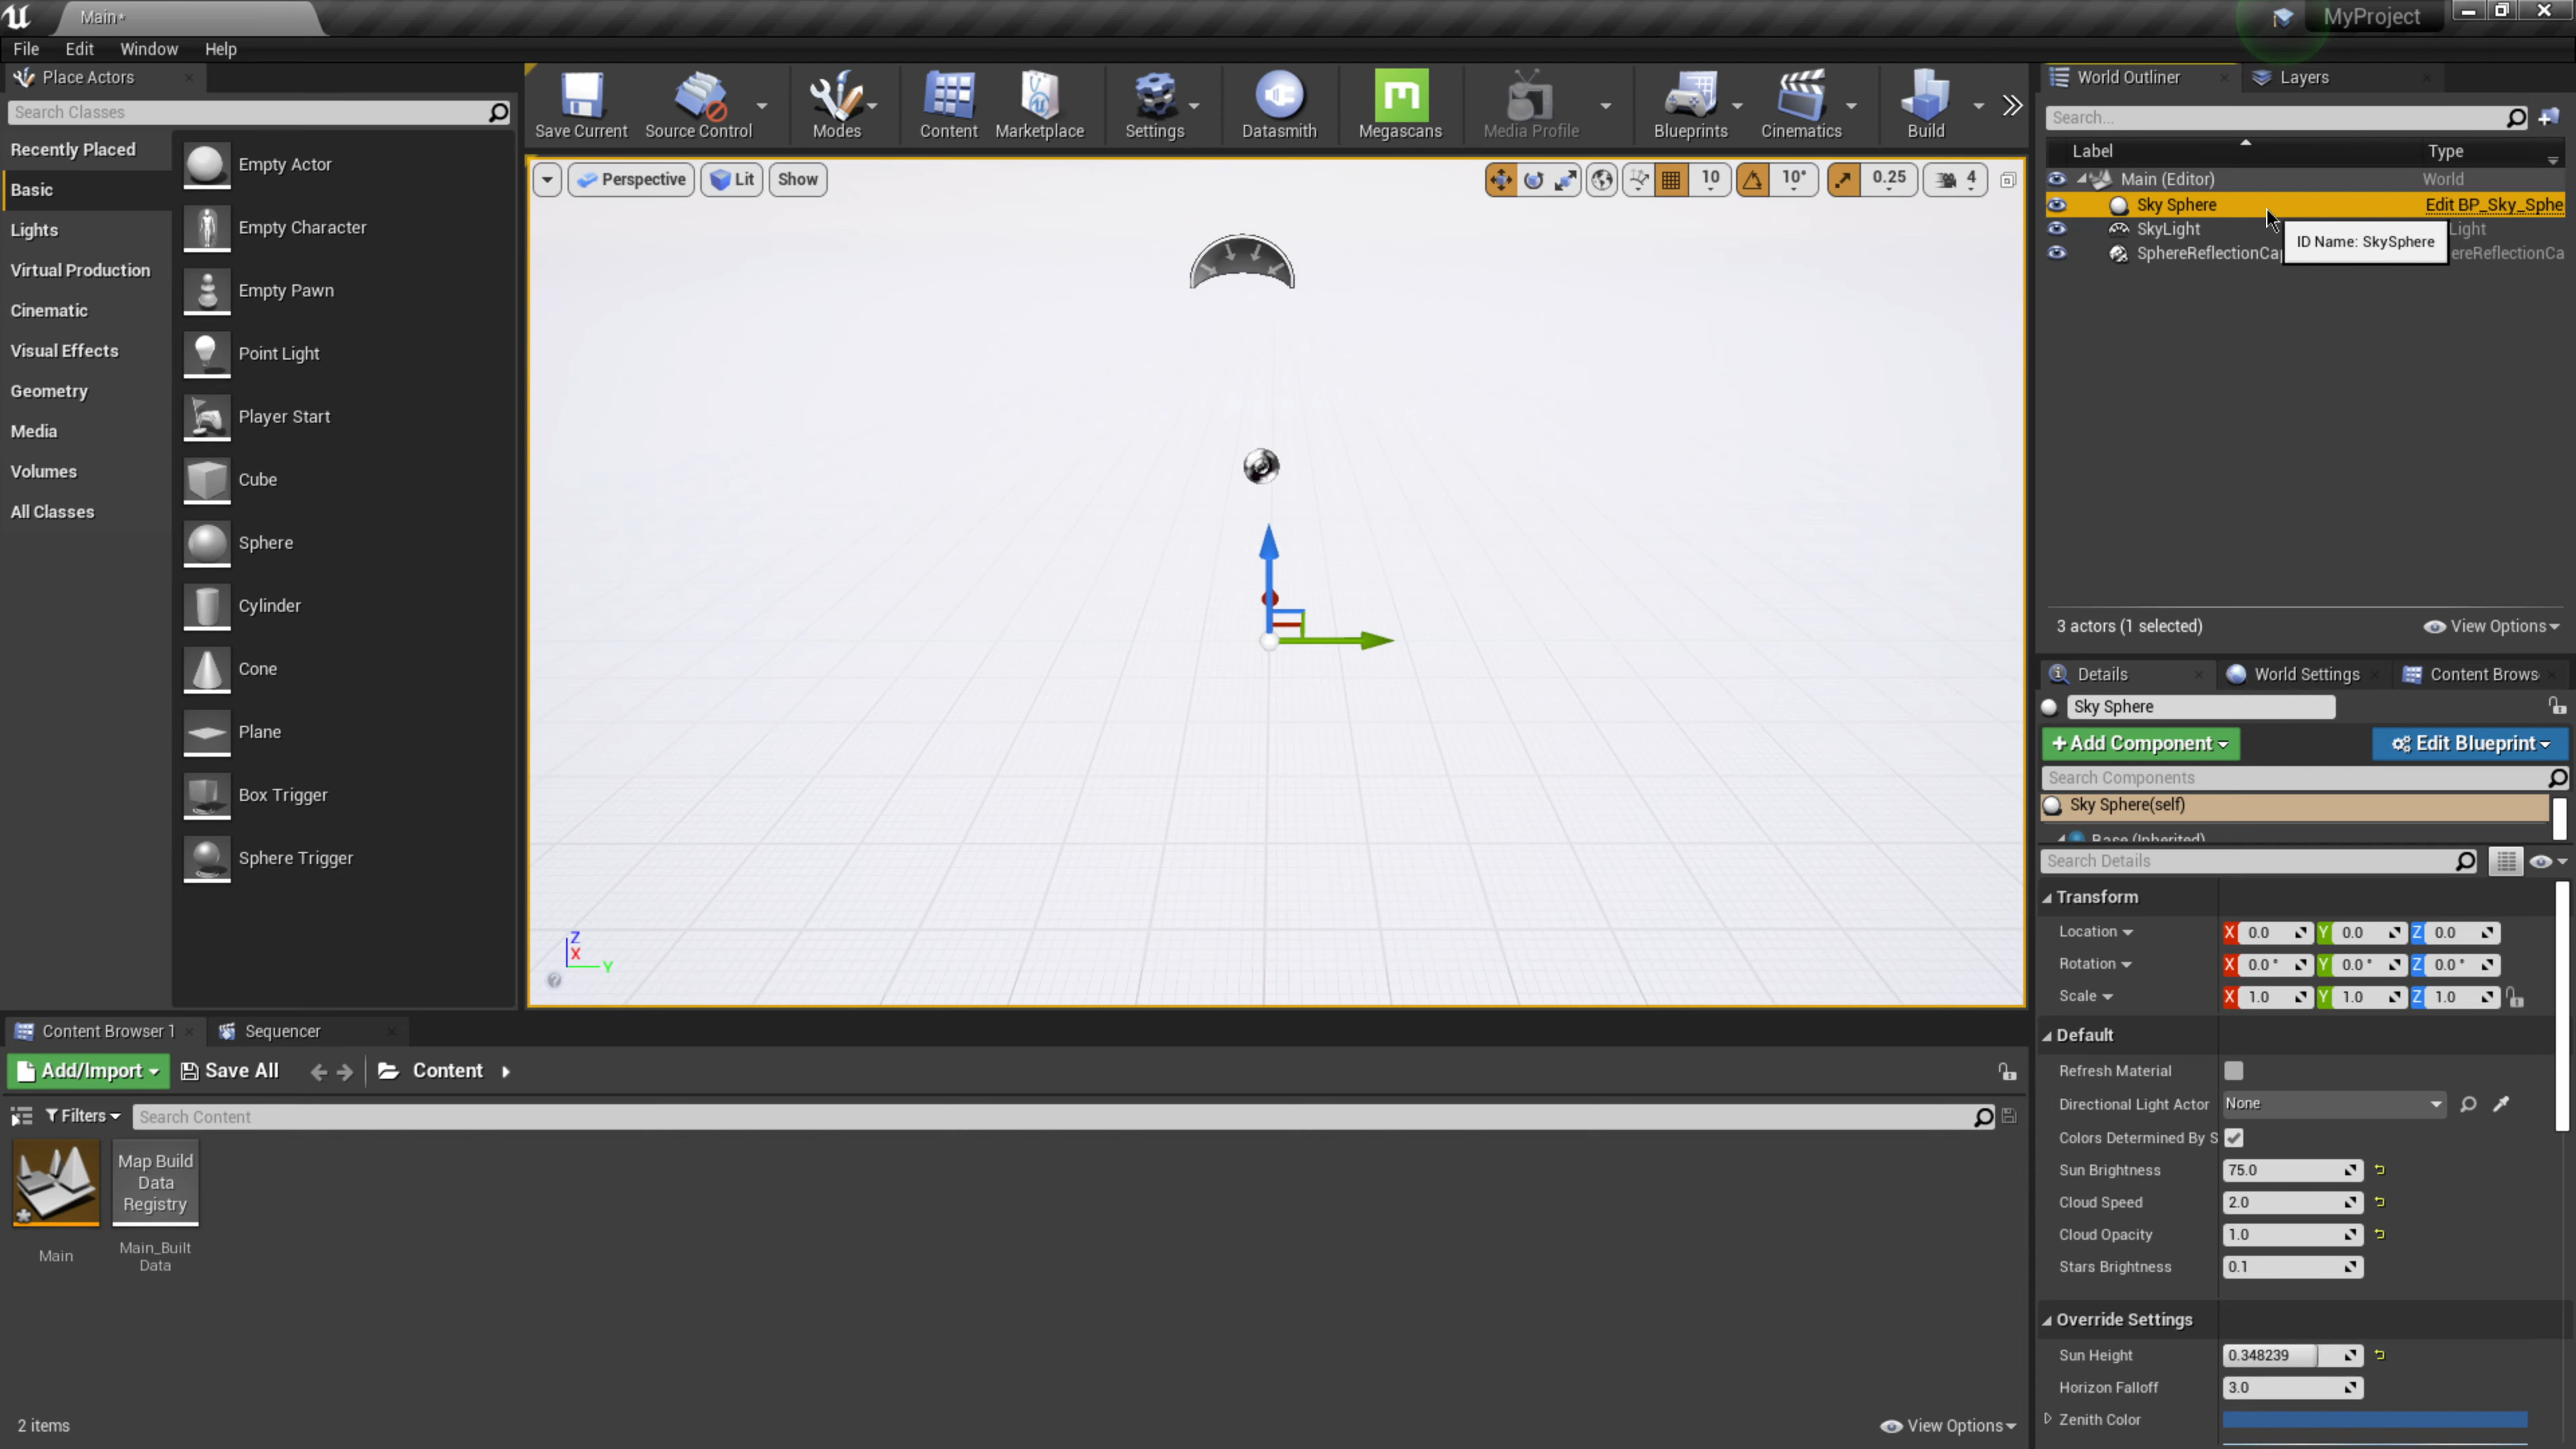 Main*
MyProject
File Edit Window Help
Place Actors
Search Classes
Recently Placed
Basic
Lights
Virtual Production
Cinematic
Visual Effects
Geometry
Media
Volumes
All Classes
Empty Actor
Empty Character
Empty Pawn
Point Light
Player Start
Cube
Sphere
Cylinder
Cone
Plane
Box Trigger
Sphere Trigger
Save Current
Source Control
Modes
Content
Marketplace
Settings
Datasmith
Megascans
Media Profile
Blueprints
Cinematics
Build
Perspective Lit Show
10 10° 0.25 4
Z
X
Y
World Outliner
Layers
Search...
Label Type
Main (Editor) World
Sky Sphere Edit BP_Sky_Sphe
SkyLight Light
SphereReflectionCa ereReflectionCa
ID Name: SkySphere
3 actors (1 selected) View Options
Details World Settings Content Brows
Sky Sphere
+Add Component Edit Blueprint
Search Components
Sky Sphere(self)
Base (Inherited)
Search Details
Transform
Location X 0.0 Y 0.0 Z 0.0
Rotation X 0.0° Y 0.0° Z 0.0°
Scale X 1.0 Y 1.0 Z 1.0
Default
Refresh Material
Directional Light Actor None
Colors Determined By S
Sun Brightness 75.0
Cloud Speed 2.0
Cloud Opacity 1.0
Stars Brightness 0.1
Override Settings
Sun Height 0.348239
Horizon Falloff 3.0
Zenith Color
Content Browser 1 Sequencer
Add/Import Save All Content
Filters Search Content
Map Build
Data
Registry
Main
Main_Built
Data
2 items View Options